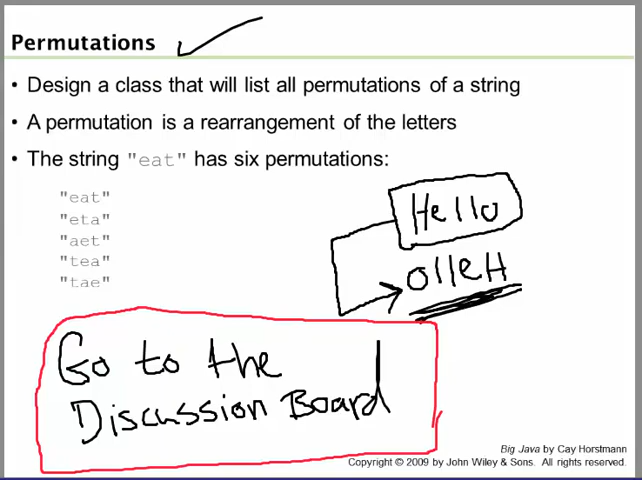 Permutations
• Design a class that will list all permutations of a string
• A permutation is a rearrangement of the letters
• The string "eat" has six permutations:
"eat"
"eta"
"aet"
"tea"
"tae"
Hello
olleH
Go to the
Discussion Board
Big Java by Cay Horstmann
Copyright © 2009 by John Wiley & Sons. All rights reserved.